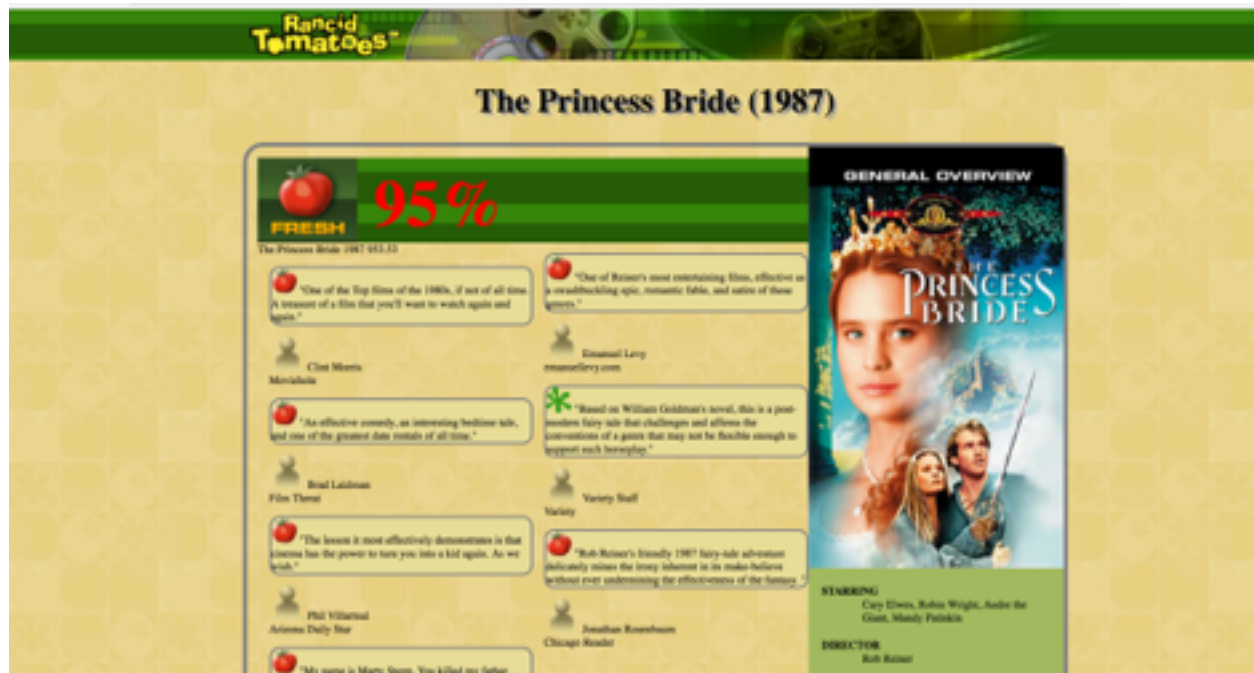 Rancid
Tomatoes™
The Princess Bride (1987)
FRESH
95%
The Princess Bride 1987 95
"One of the Top films of the 1980s, if not of all time.
A treasure of a film that you'll want to watch again and
again."
Clint Morris
Moviehole
"An effective comedy, an interesting bedtime tale,
and one of the greatest date rentals of all time."
Brad Laidman
Film Threat
"The lesson it most effectively demonstrates is that
cinema has the power to turn you into a kid again. As we
wish."
Phil Villarreal
Arizona Daily Star
"My name is Marty Stone. You killed my father.
"One of Reiner's most entertaining films, effective as
a swashbuckling epic, romantic fable, and satire of these
genres."
Emanuel Levy
emanuellevy.com
"Based on William Goldman's novel, this is a post-
modern fairy tale that challenges and affirms the
conventions of a genre that may not be flexible enough to
support such horseplay."
Variety Staff
Variety
"Rob Reiner's friendly 1987 fairy-tale adventure
delicately mines the irony inherent in its make-believe
without ever undermining the effectiveness of the fantasy."
Jonathan Rosenbaum
Chicago Reader
GENERAL OVERVIEW
THE
PRINCESS
BRIDE
STARRING
Cary Elwes, Robin Wright, Andre the
Giant, Mandy Patinkin
DIRECTOR
Rob Reiner